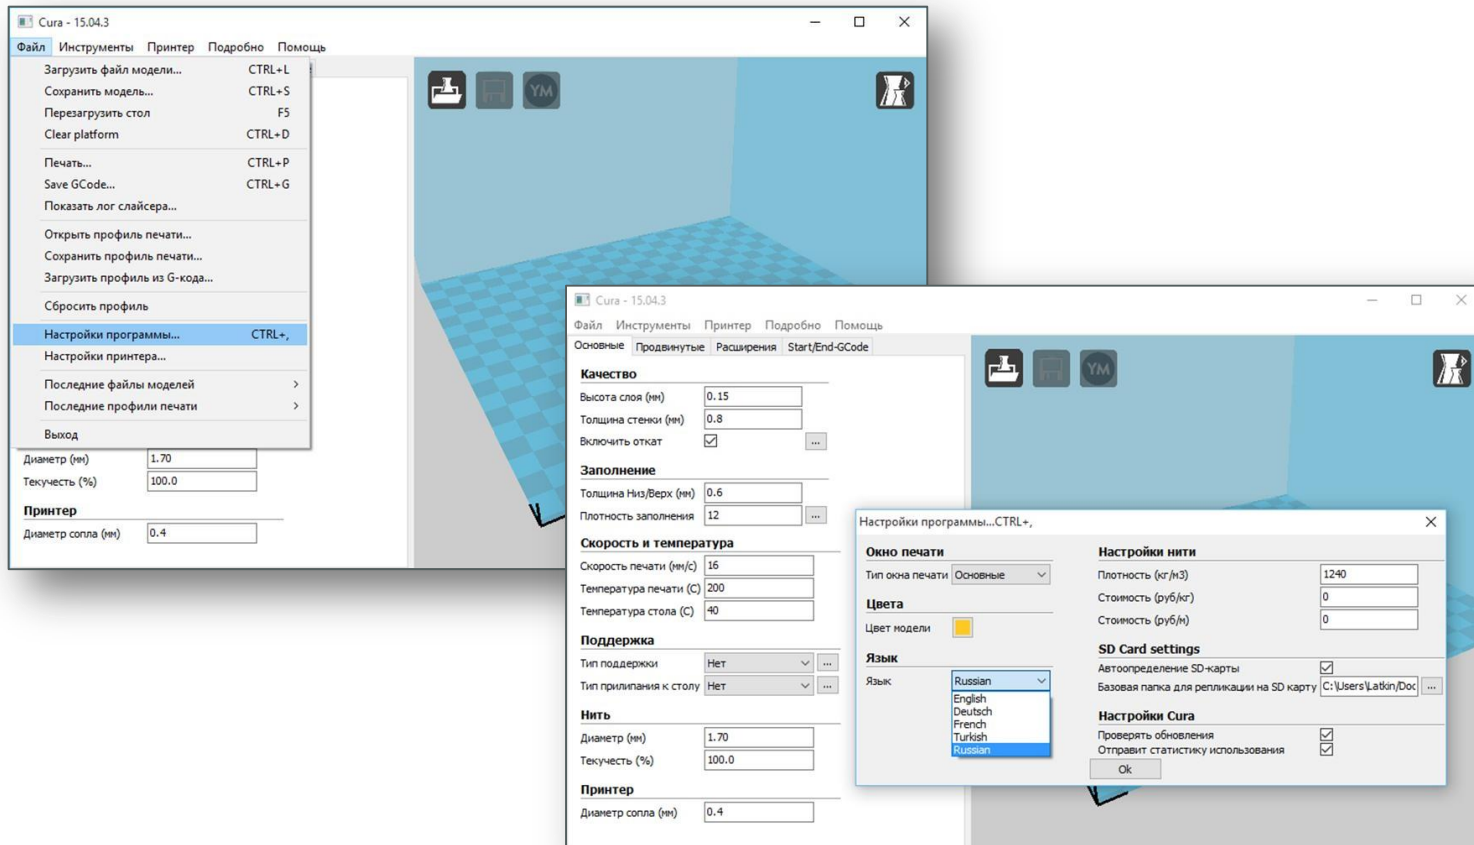 Cura - 15.04.3
Файл Инструменты Принтер Подробно Помощь
Загрузить файл модели... CTRL+L
Сохранить модель... CTRL+S
Перезагрузить стол F5
Clear platform CTRL+D
Печать... CTRL+P
Save GCode... CTRL+G
Показать лог слайсера...
Открыть профиль печати...
Сохранить профиль печати...
Загрузить профиль из G-кода...
Сбросить профиль
Настройки программы... CTRL+,
Настройки принтера...
Последние файлы моделей
Последние профили печати
Выход
Диаметр (мм) 1.70
Текучесть (%) 100.0
Принтер
Диаметр сопла (мм) 0.4
YM
Cura - 15.04.3
Файл Инструменты Принтер Подробно Помощь
Основные Продвинутые Расширения Start/End-GCode
Качество
Высота слоя (мм) 0.15
Толщина стенки (мм) 0.8
Включить откат ...
Заполнение
Толщина Низ/Верх (мм) 0.6
Плотность заполнения 12 ...
Скорость и температура
Скорость печати (мм/с) 16
Температура печати (C) 200
Температура стола (C) 40
Поддержка
Тип поддержки Нет ...
Тип прилипания к столу Нет ...
Нить
Диаметр (мм) 1.70
Текучесть (%) 100.0
Принтер
Диаметр сопла (мм) 0.4
YM
Настройки программы...CTRL+,
Окно печати
Тип окна печати Основные
Цвета
Цвет модели
Язык
Язык Russian
English
Deutsch
French
Turkish
Russian
Настройки нити
Плотность (кг/м3) 1240
Стоимость (руб/кг) 0
Стоимость (руб/м) 0
SD Card settings
Автоопределение SD-карты
Базовая папка для репликации на SD карту C:\Users\Latkin/Doc ...
Настройки Cura
Проверять обновления
Отправит статистику использования
Ok